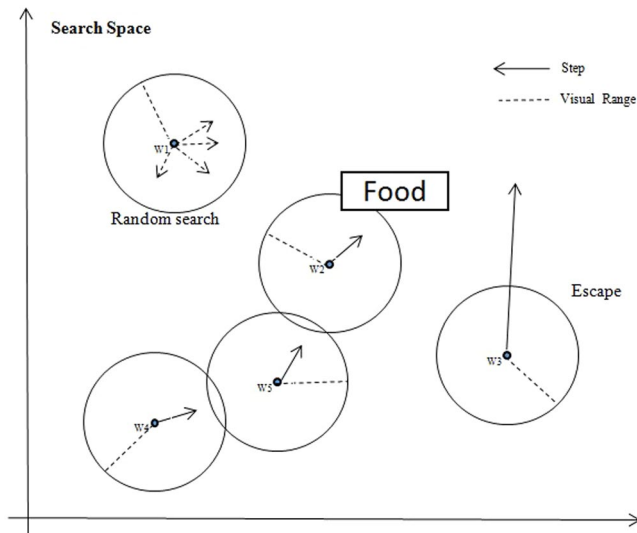 Search Space
Step
Visual Range
W1
Random search
Food
W2
Escape
W3
W5
W4